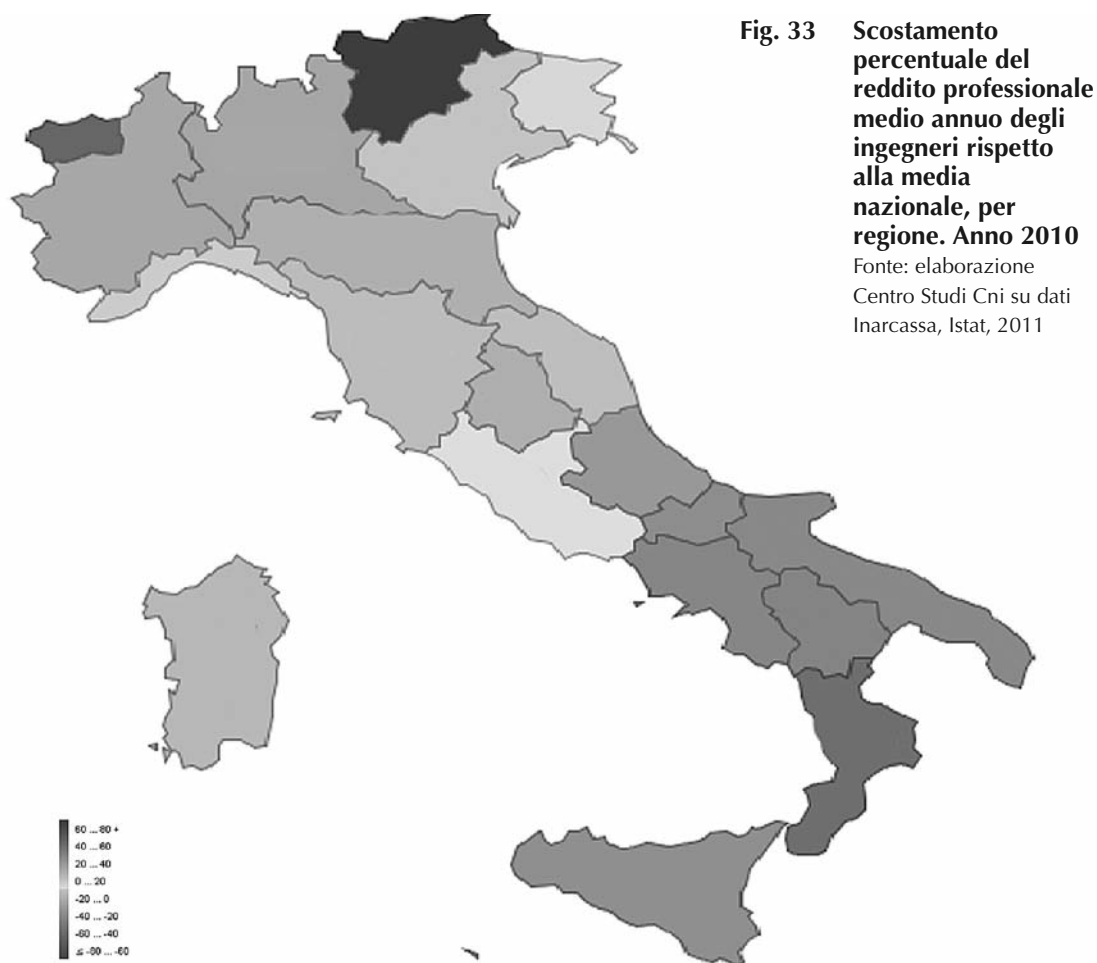 Fig. 33 Scostamento
percentuale del
reddito professionale
medio annuo degli
ingegneri rispetto
alla media
nazionale, per
regione. Anno 2010
Fonte: elaborazione
Centro Studi Cni su dati
Inarcassa, Istat, 2011
60 ... 80 +
40 ... 60
20 ... 40
0 ... 20
-20 ... 0
-40 ... -20
-60 ... -40
≤ -80 ... -60